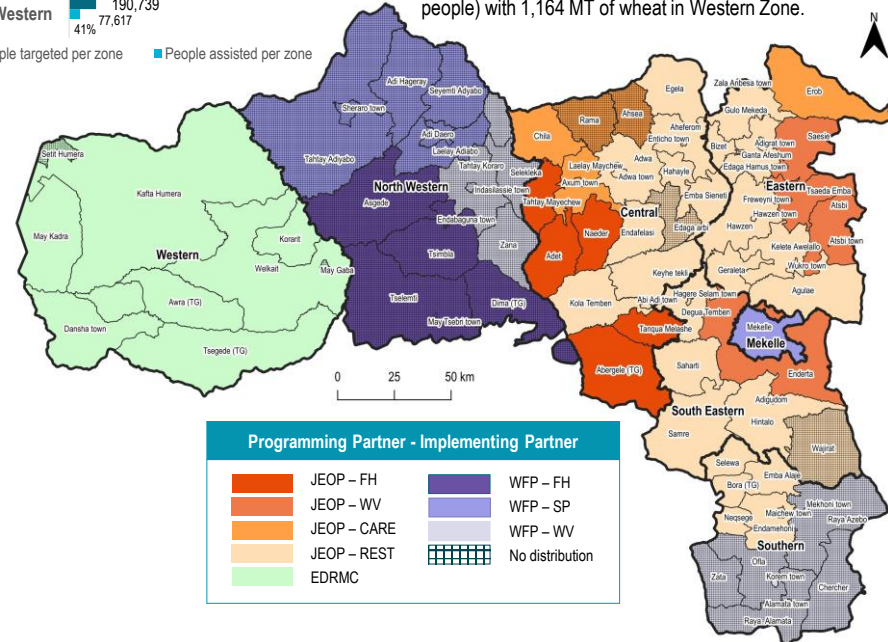 Western
190,739
77,617
41%
ple targeted per zone
People assisted per zone
people) with 1,164 MT of wheat in Western Zone.
N
Setit Humera
Kafta Humera
May Kadra
Western
Korarit
Welkait
May Gaba
Awra (TG)
Dansha town
Tsegede (TG)
Adi Hageray
Seyemti Adyabo
Sheraro town
Adi Daero
Laelay Adiabo
Tahtay Adiyabo
Tahtay Koraro
Selekleka
North Western
Indasilassie town
Asgede
Endabaguna town
Zana
Tsimbla
Tselemti
Dima (TG)
May Tsebri town
Egela
Rama
Ahsea
Chila
Aheferom
Enticho town
Laelay Maychew
Adwa
Hahayle
Axum town
Adwa town
Tahtay Mayechew
Emba Sieneti
Central
Naeder
Endafelasi
Edaga arbi
Adet
Keyhe tekli
Kola Temben
Abi Adi town
Tanqua Melashe
Abergele (TG)
Zala Anbesa town
Erob
Gulo Mekeda
Saesie
Bizet
Adigrat town
Ganta Afeshum
Edaga Hamus town
Eastern
Tsaeda Emba
Freweyni town
Atsbi
Hawzen town
Hawzen
Atsbi town
Kelete Awelallo
Wukro town
Geraleta
Agulae
Hagere Selam town
Degua Temben
Mekelle
Mekelle
Saharti
Enderta
Adigudom
South Eastern
Hintalo
Samre
Wajirat
Selewa
Emba Alaje
Bora (TG)
Mekhoni town
Neqsege
Maichew town
Raya Azebo
Endamehoni
Southern
Ofla
Zata
Korem town
Chercher
Alamata town
Raya Alamata
0 25 50 km
Programming Partner - Implementing Partner
JEOP – FH
JEOP – WV
JEOP – CARE
JEOP – REST
EDRMC
WFP – FH
WFP – SP
WFP – WV
No distribution